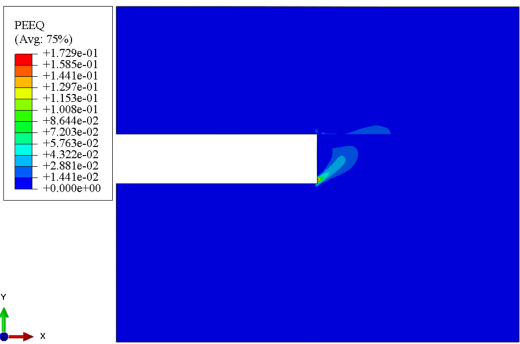 PEEQ
(Avg: 75%)
+1.729e-01
+1.585e-01
+1.441e-01
+1.297e-01
+1.153e-01
+1.008e-01
+8.644e-02
+7.203e-02
+5.763e-02
+4.322e-02
+2.881e-02
+1.441e-02
+0.000e+00
Y
X